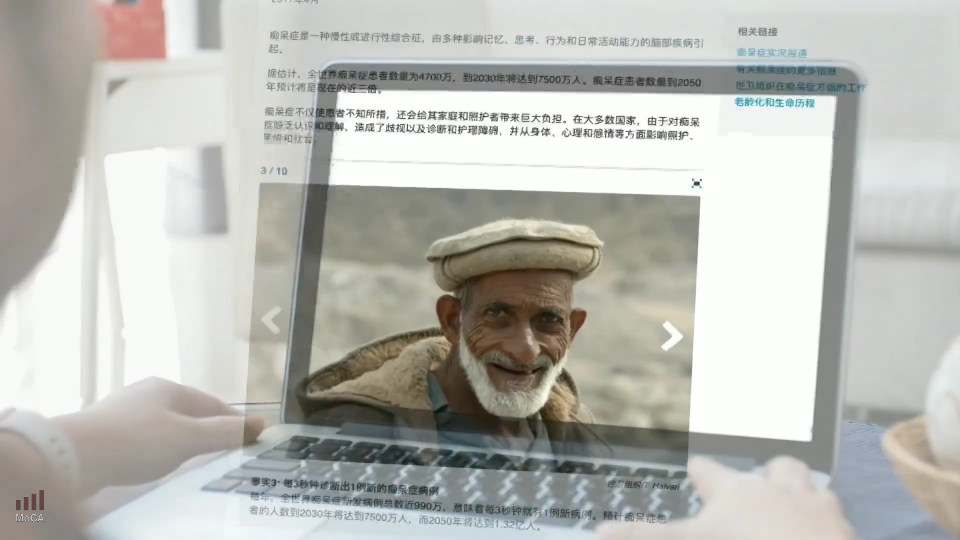 2017年4月
痴呆症是一种慢性或进行性综合征，由多种影响记忆、思考、行为和日常活动能力的脑部疾病引
起。
据估计，全世界痴呆症患者数量为4700万，到2030年将达到7500万人。痴呆症患者数量到2050
年预计将是现在的近三倍。
痴呆症不仅使患者不知所措，还会给其家庭和照护者带来巨大负担。在大多数国家，由于对痴呆
症缺乏认识和理解，造成了歧视以及诊断和护理障碍，并从身体、心理和感情等方面影响照护、
相关链接
痴呆症实况报道
有关痴呆症的更多信息
世卫组织在痴呆症方面的工作
老龄化和生命历程
3 / 10
世卫组织/T. Halvari
事实3：每3秒钟诊断出1例新的痴呆症病例
每年，全世界痴呆症新发病例总数近990万，意味着每3秒钟就有1例新病例。预计痴呆症患
者的人数到2030年将达到7500万人，而2050年将达到1.32亿人。
MoCA